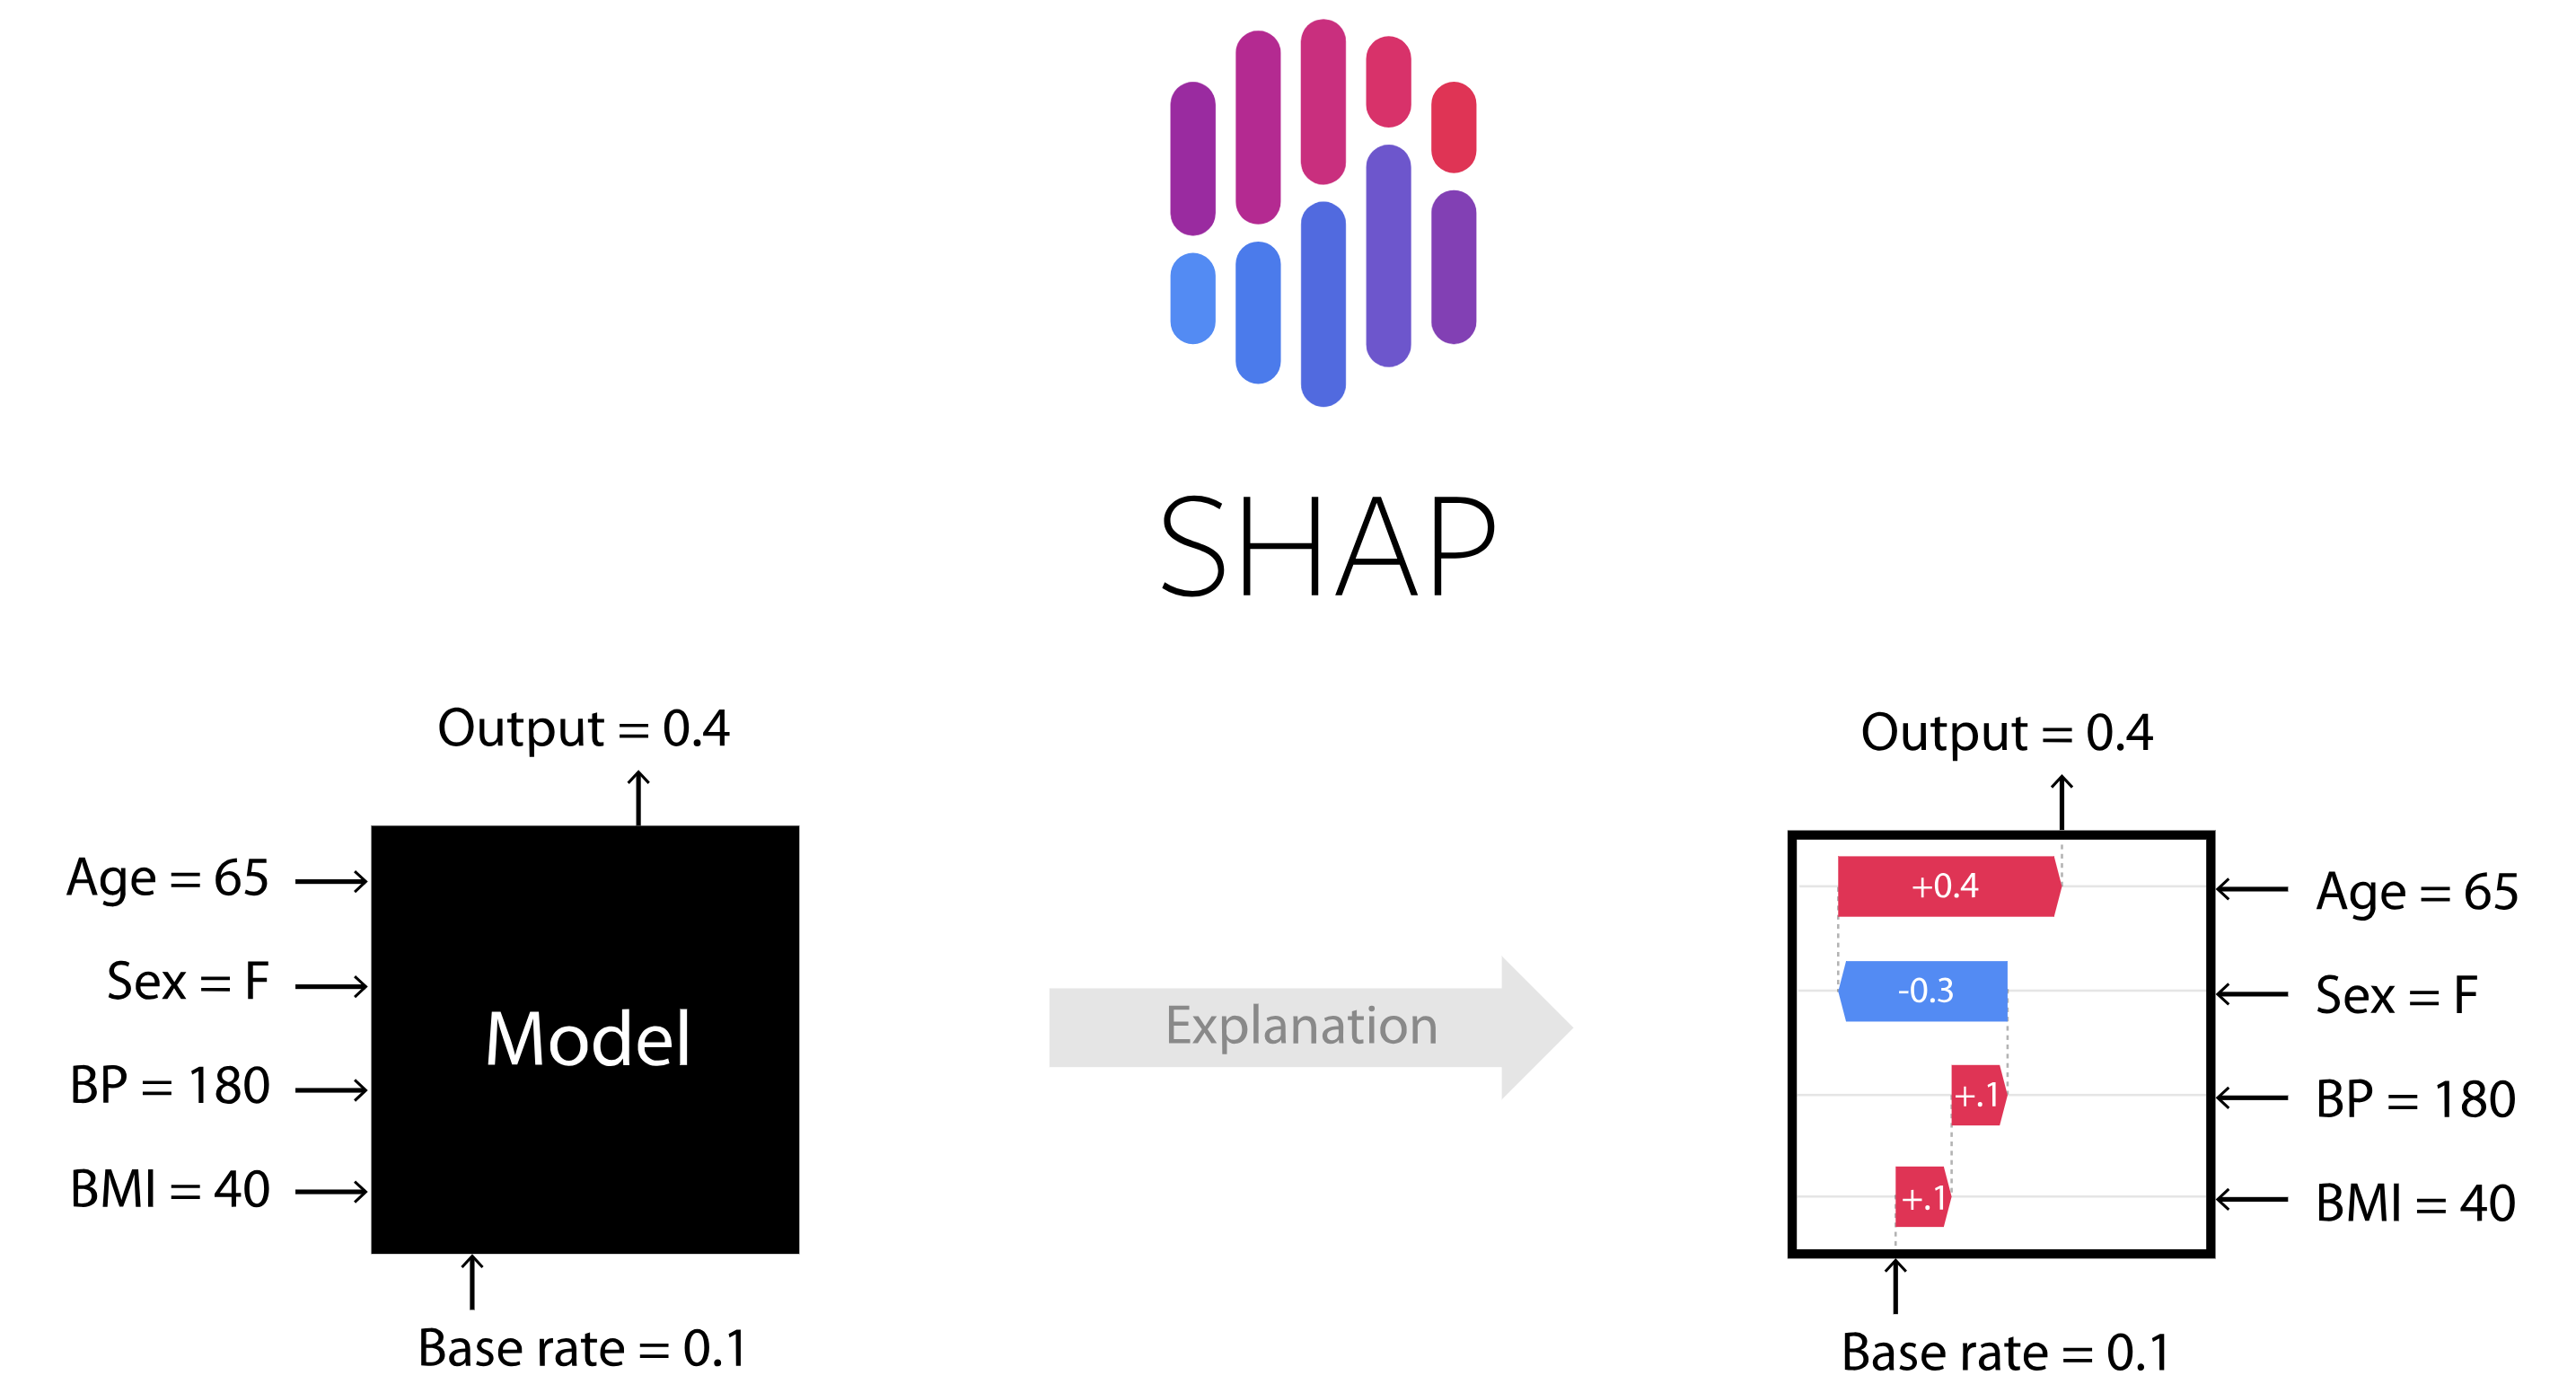 SHAP
Output = 0.4
Age = 65
Sex = F
BP = 180
BMI = 40
Model
Base rate = 0.1
Explanation
Output = 0.4
+0.4
-0.3
+.1
+.1
Age = 65
Sex = F
BP = 180
BMI = 40
Base rate = 0.1